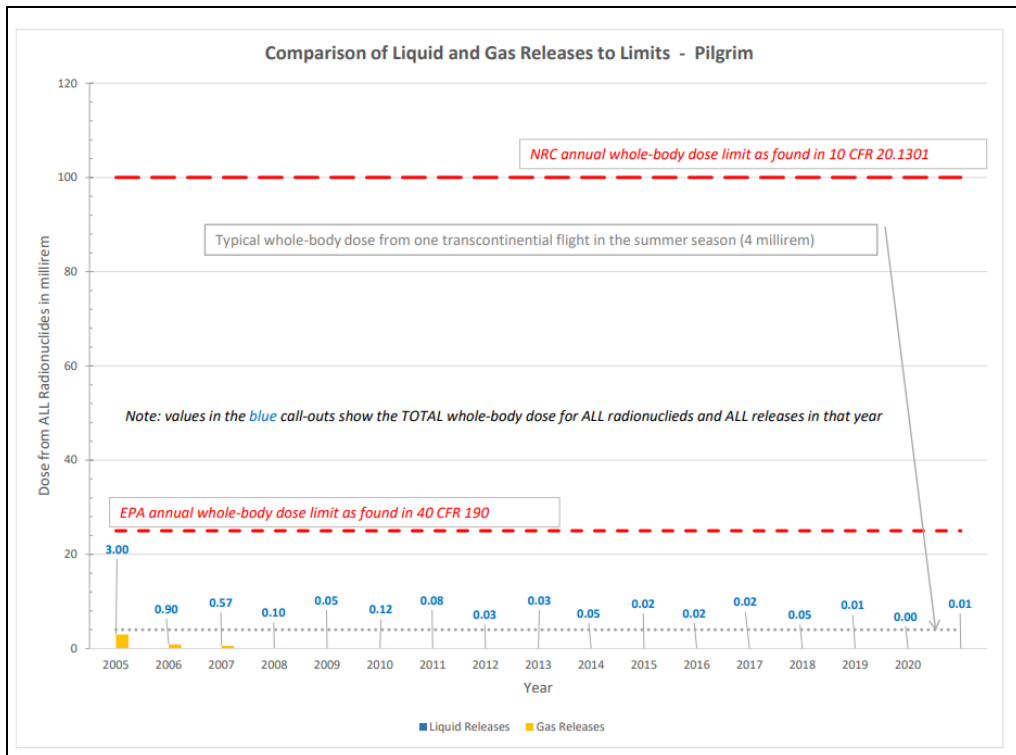 Comparison of Liquid and Gas Releases to Limits - Pilgrim
120
NRC annual whole-body dose limit as found in 10 CFR 20.1301
100
Typical whole-body dose from one transcontinental flight in the summer season (4 millirem)
80
Dose from ALL Radionuclides in millirem
60
Note: values in the blue call-outs show the TOTAL whole-body dose for ALL radionuclieds and ALL releases in that year
40
EPA annual whole-body dose limit as found in 40 CFR 190
20
3.00 0.90 0.57 0.10 0.05 0.12 0.08 0.03 0.03 0.05 0.02 0.02 0.02 0.05 0.01 0.00 0.01
0
2005 2006 2007 2008 2009 2010 2011 2012 2013 2014 2015 2016 2017 2018 2019 2020
Year
Liquid Releases Gas Releases